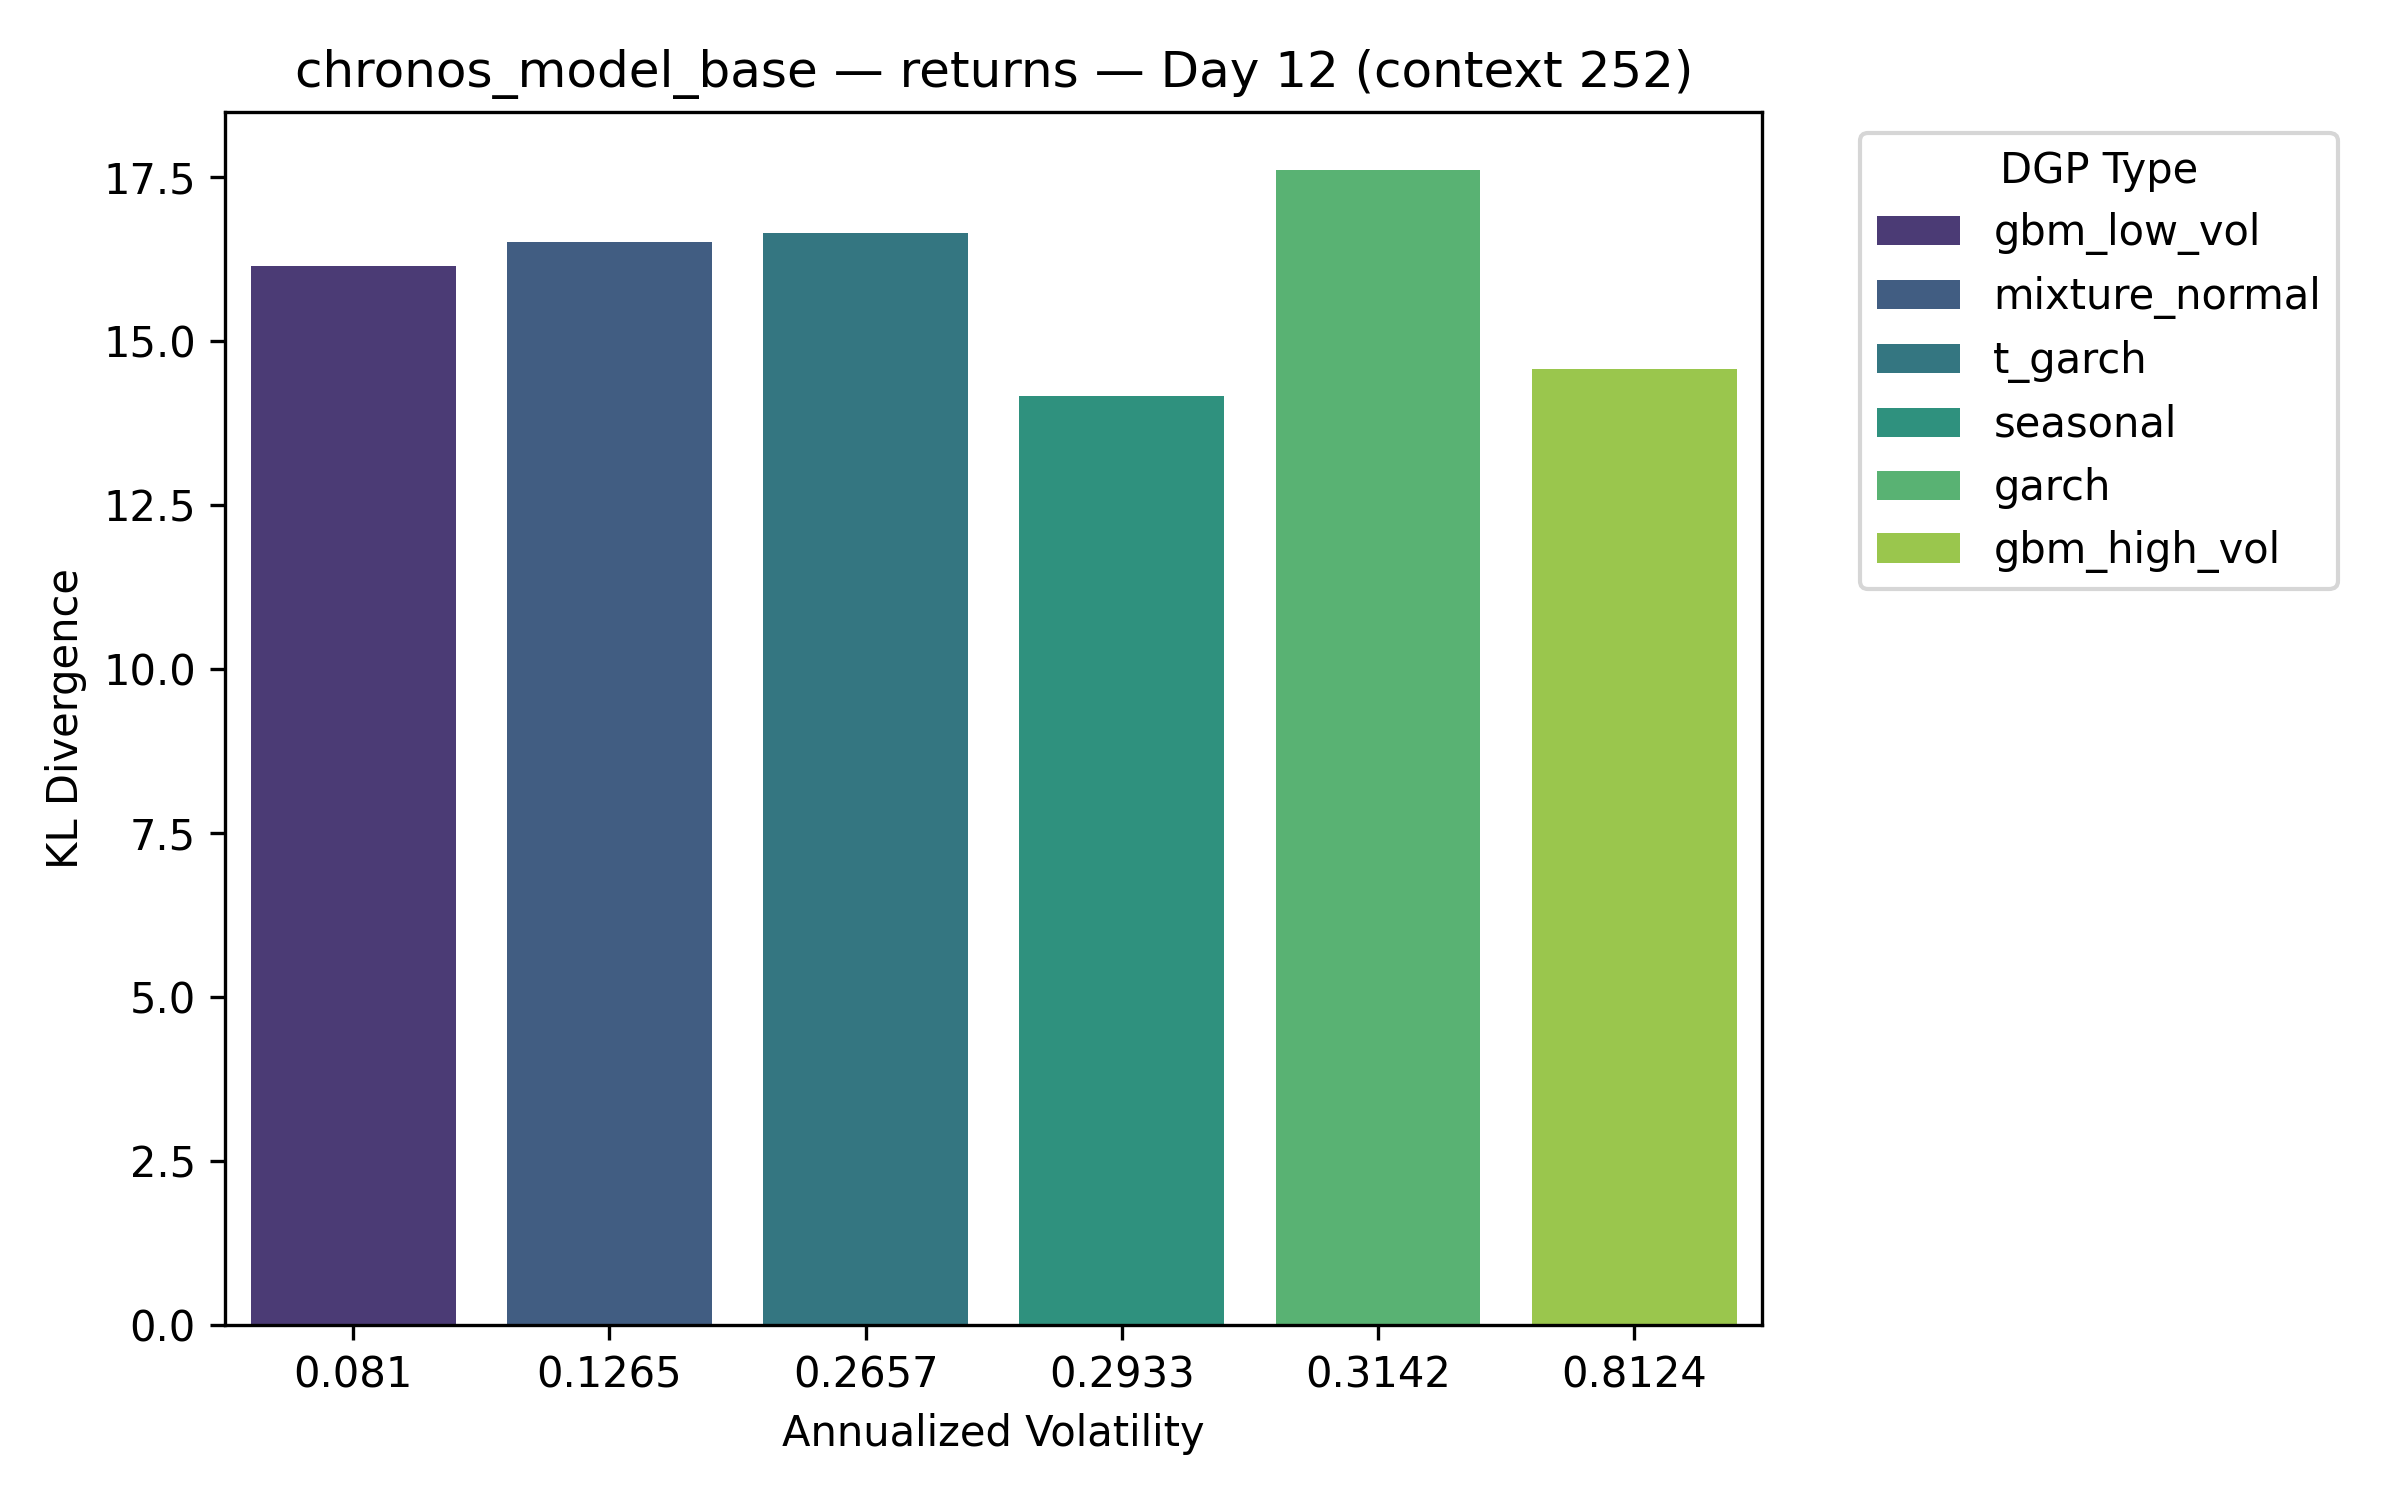 chronos_model_base — returns — Day 12 (context 252)
17.5
15.0
12.5
10.0
7.5
5.0
2.5
0.0
KL Divergence
0.081 0.1265 0.2657 0.2933 0.3142 0.8124
Annualized Volatility
DGP Type
gbm_low_vol
mixture_normal
t_garch
seasonal
garch
gbm_high_vol